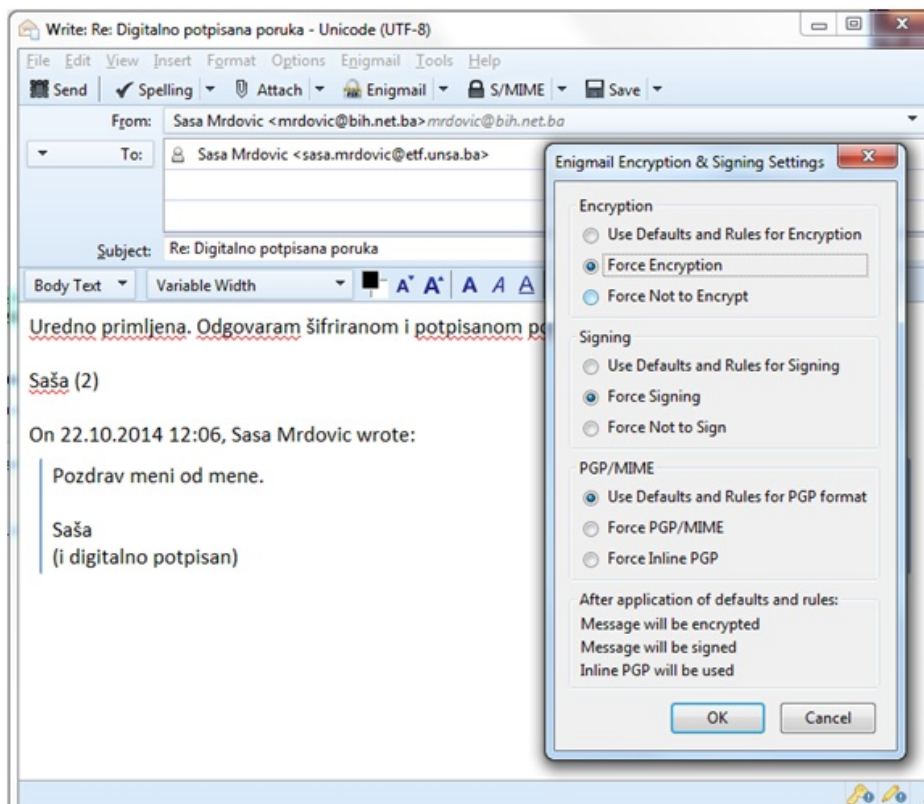 Write: Re: Digitalno potpisana poruka - Unicode (UTF-8)
File Edit View Insert Format Options Enigmail Tools Help
Send Spelling Attach Enigmail S/MIME Save
From: Sasa Mrdovic <mrdovic@bih.net.ba> mrdovic@bih.net.ba
To: Sasa Mrdovic <sasa.mrdovic@etf.unsa.ba>
Subject: Re: Digitalno potpisana poruka
Body Text Variable Width A A A A A
Uredno primljena. Odgovaram šifriranom i potpisanom
Saša (2)
On 22.10.2014 12:06, Sasa Mrdovic wrote:
Pozdrav meni od mene.
Saša
(i digitalno potpisan)
Enigmail Encryption & Signing Settings
Encryption
Use Defaults and Rules for Encryption
Force Encryption
Force Not to Encrypt
Signing
Use Defaults and Rules for Signing
Force Signing
Force Not to Sign
PGP/MIME
Use Defaults and Rules for PGP format
Force PGP/MIME
Force Inline PGP
After application of defaults and rules:
Message will be encrypted
Message will be signed
Inline PGP will be used
OK Cancel